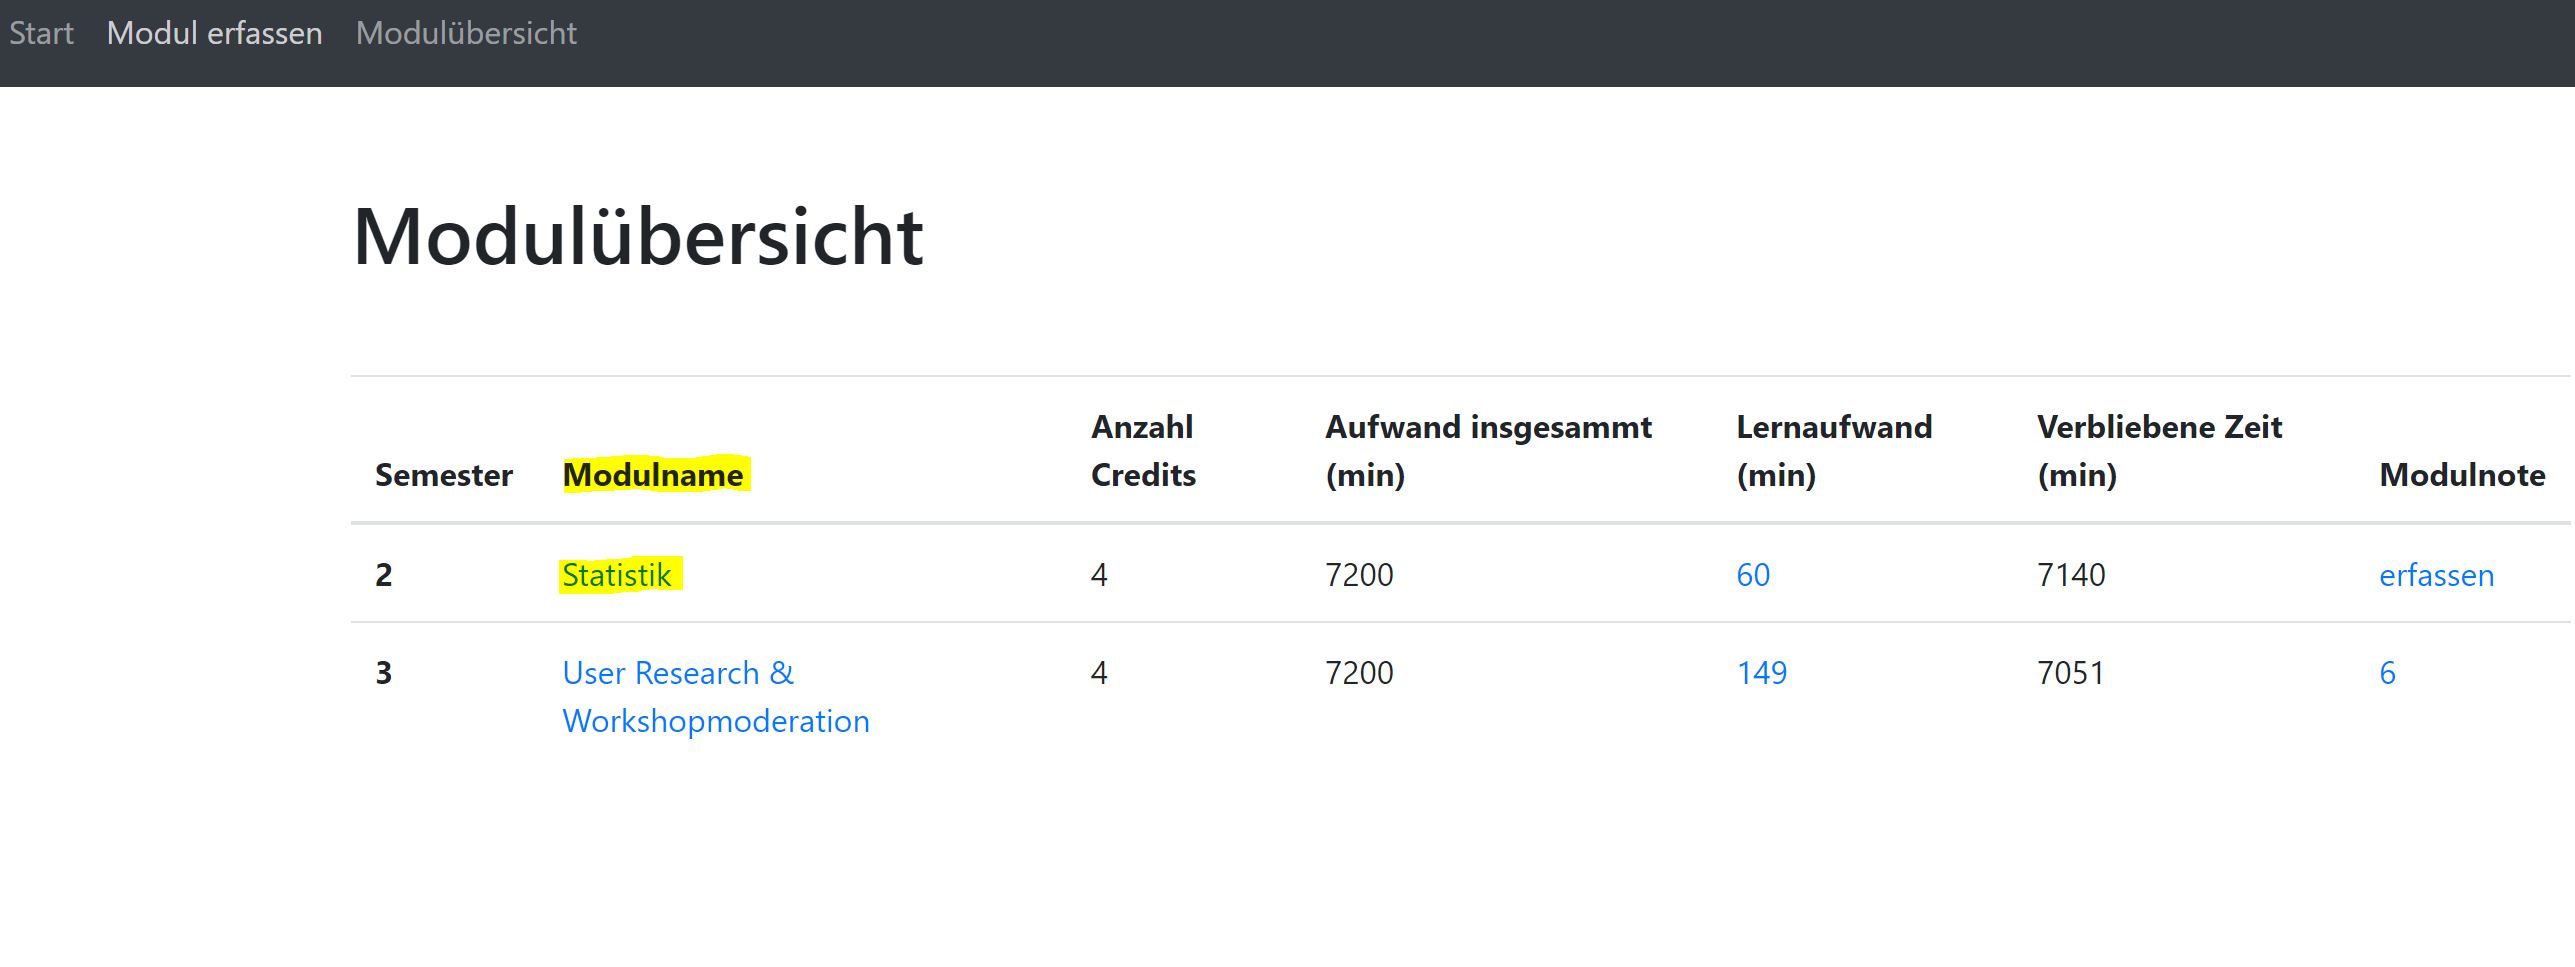 Start Modul erfassen Modulübersicht
Modulübersicht
Semester Modulname Anzahl Credits Aufwand insgesammt (min) Lernaufwand (min) Verbliebene Zeit (min) Modulnote
2 Statistik 4 7200 60 7140 erfassen
3 User Research & 4 7200 149 7051 6
Workshopmoderation